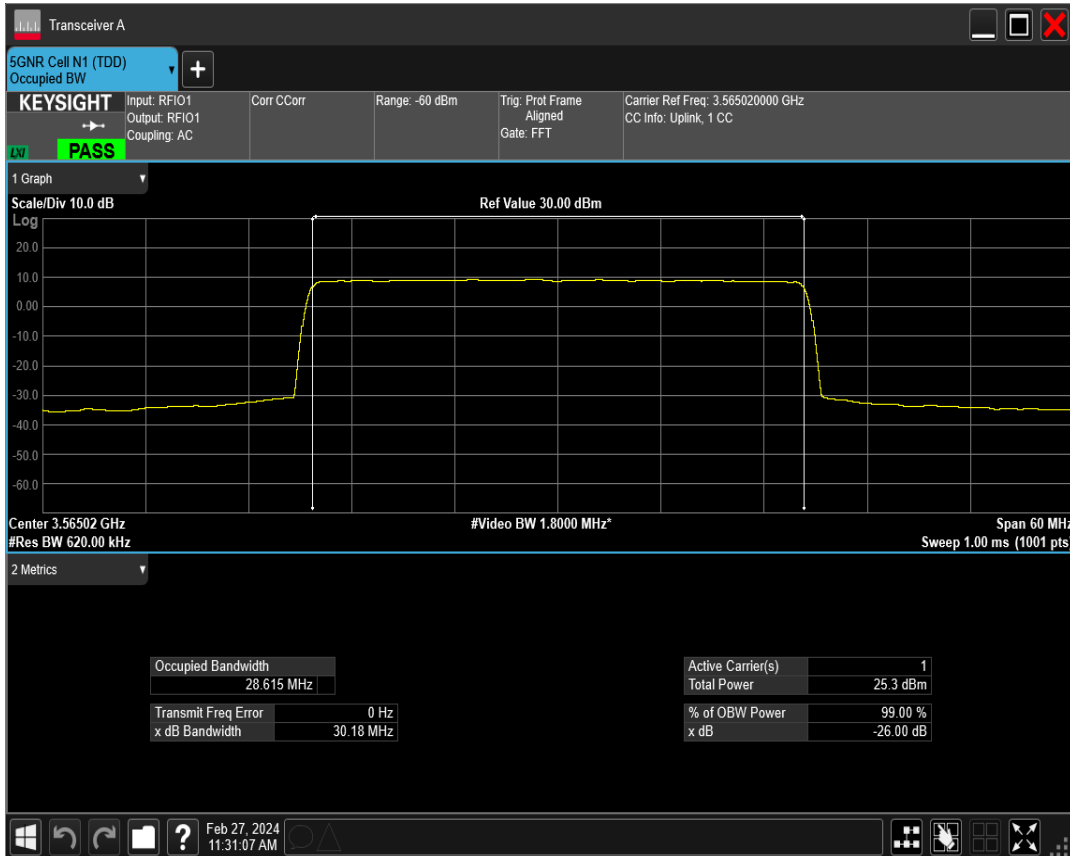 Transceiver A
5GNR Cell N1 (TDD)
Occupied BW
+
KEYSIGHT
LXI
PASS
Input: RFIO1
Output: RFIO1
Coupling: AC
Corr CCorr
Range: -60 dBm
Trig: Prot Frame
Aligned
Gate: FFT
Carrier Ref Freq: 3.565020000 GHz
CC Info: Uplink, 1 CC
1 Graph
Scale/Div 10.0 dB
Ref Value 30.00 dBm
Log
20.0
10.0
0.00
-10.0
-20.0
-30.0
-40.0
-50.0
-60.0
Center 3.56502 GHz
#Video BW 1.8000 MHz*
Span 60 MHz
#Res BW 620.00 kHz
Sweep 1.00 ms (1001 pts)
2 Metrics
Occupied Bandwidth
28.615 MHz
Transmit Freq Error 0 Hz
x dB Bandwidth 30.18 MHz
Active Carrier(s) 1
Total Power 25.3 dBm
% of OBW Power 99.00 %
x dB -26.00 dB
?
Feb 27, 2024
11:31:07 AM